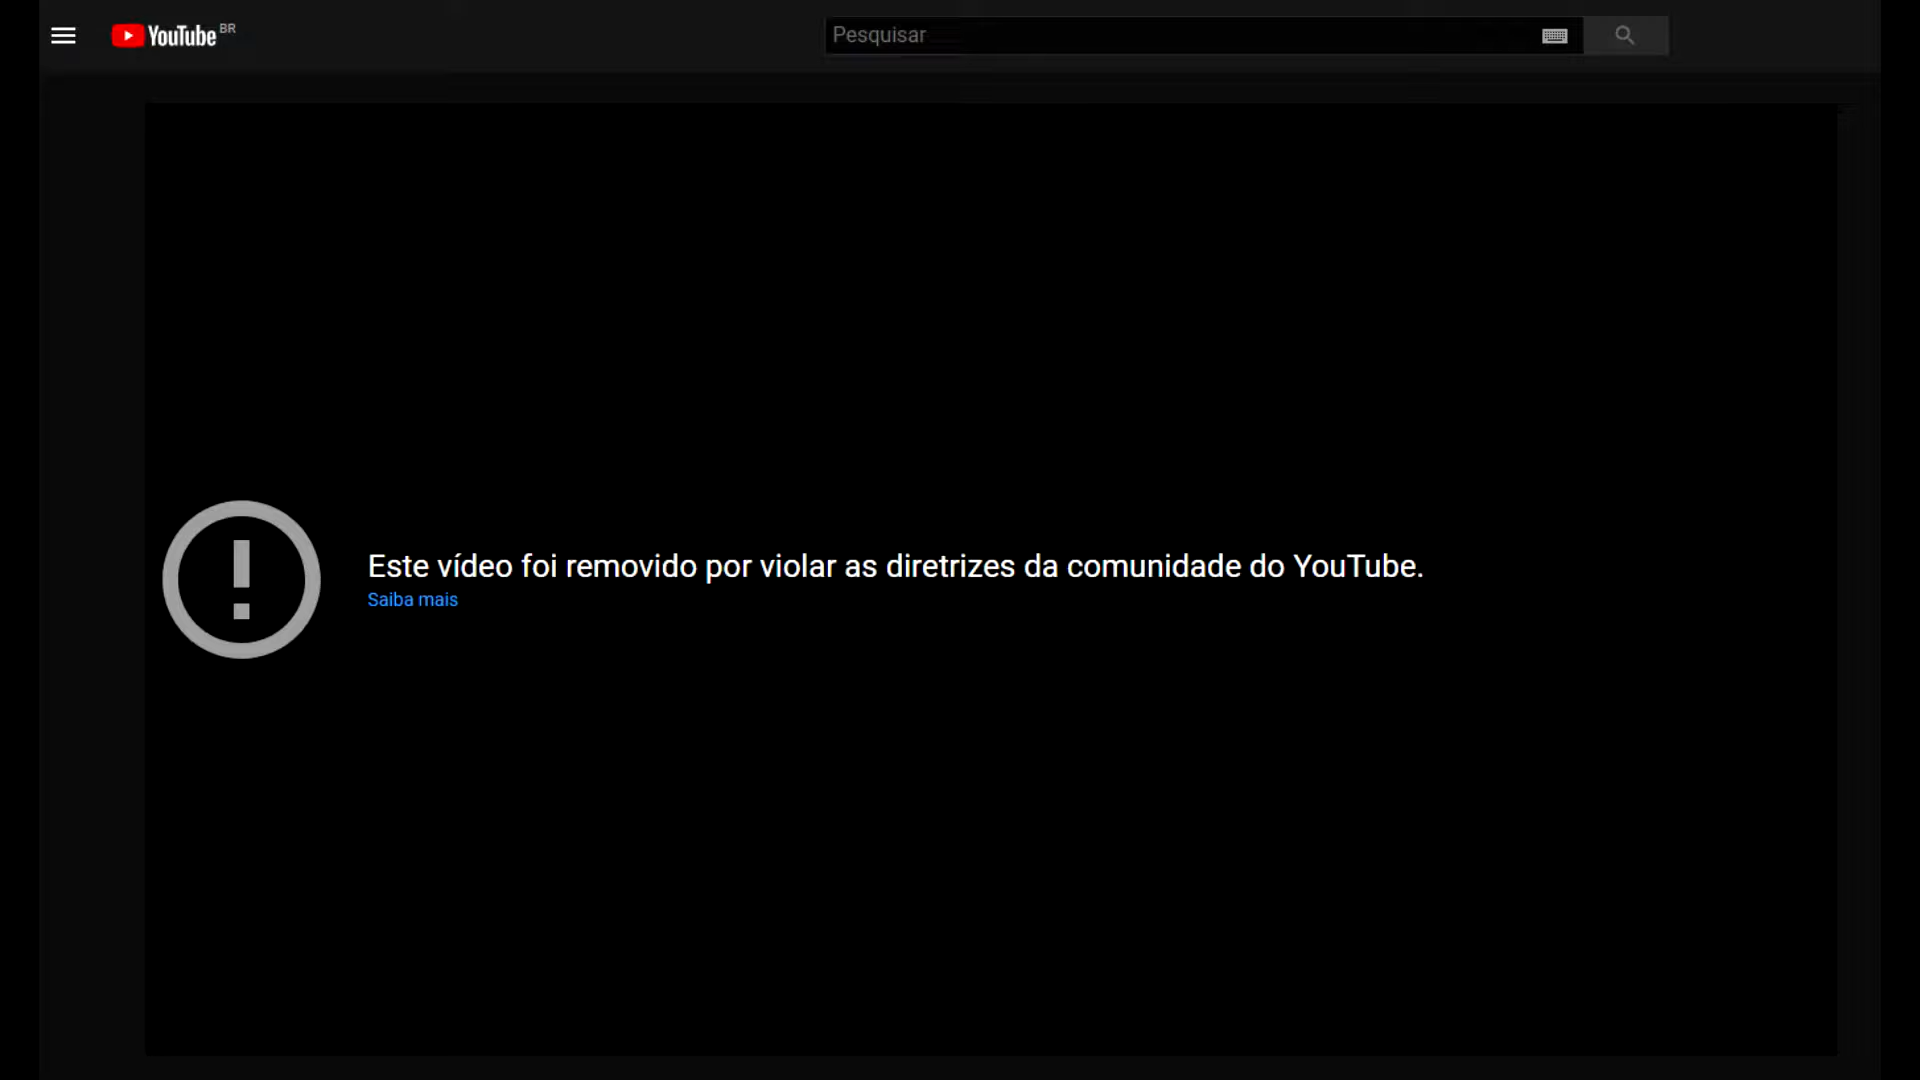 YouTube BR
Pesquisar
Este vídeo foi removido por violar as diretrizes da comunidade do YouTube.
Saiba mais